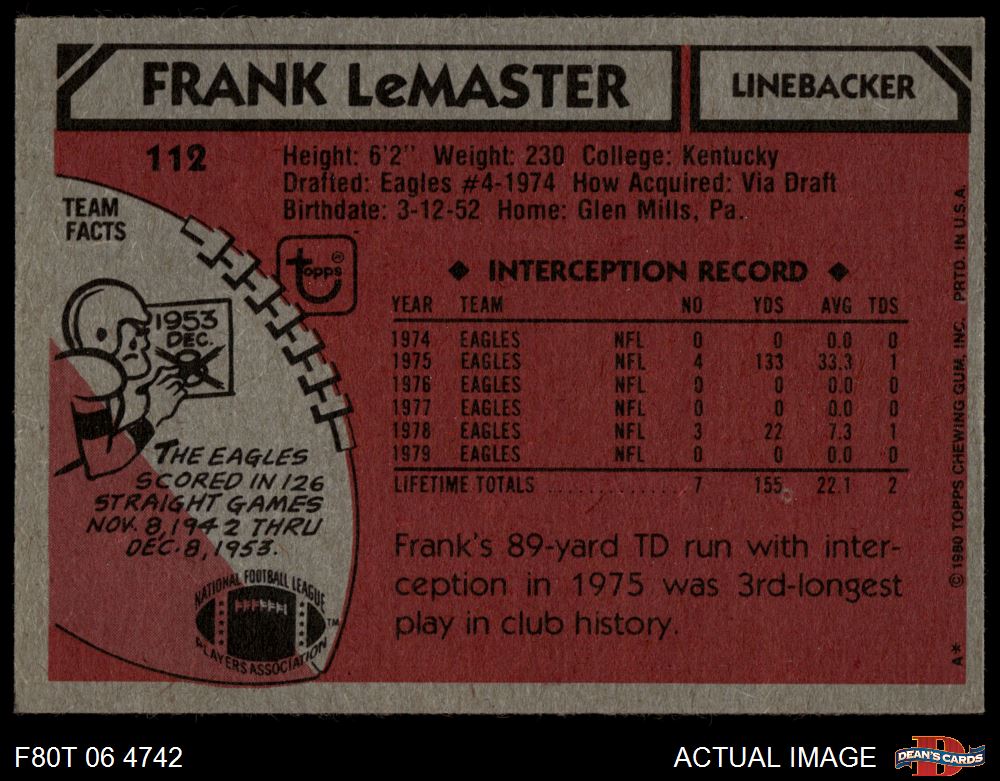 FRANK LeMASTER
LINEBACKER
112
Height: 6'2" Weight: 230 College: Kentucky
Drafted: Eagles #4-1974 How Acquired: Via Draft
Birthdate: 3-12-52 Home: Glen Mills, Pa.
TEAM
FACTS
topps®
1953
DEC.
8
THE EAGLES
SCORED IN 126
STRAIGHT GAMES
NOV. 8, 1942 THRU
DEC. 8, 1953.
NATIONAL FOOTBALL LEAGUE
PLAYERS ASSOCIATION
TM
◆ INTERCEPTION RECORD ◆
YEAR TEAM NO YDS AVG TDS
1974 EAGLES NFL 0 0 0.0 0
1975 EAGLES NFL 4 133 33.3 1
1976 EAGLES NFL 0 0 0.0 0
1977 EAGLES NFL 0 0 0.0 0
1978 EAGLES NFL 3 22 7.3 1
1979 EAGLES NFL 0 0 0.0 0
LIFETIME TOTALS .................. 7 155 22.1 2
Frank's 89-yard TD run with inter-
ception in 1975 was 3rd-longest
play in club history.
A* © 1980 TOPPS CHEWING GUM, INC. PRTD. IN U.S.A.
F80T 06 4742
ACTUAL IMAGE
D
DEAN'S CARDS